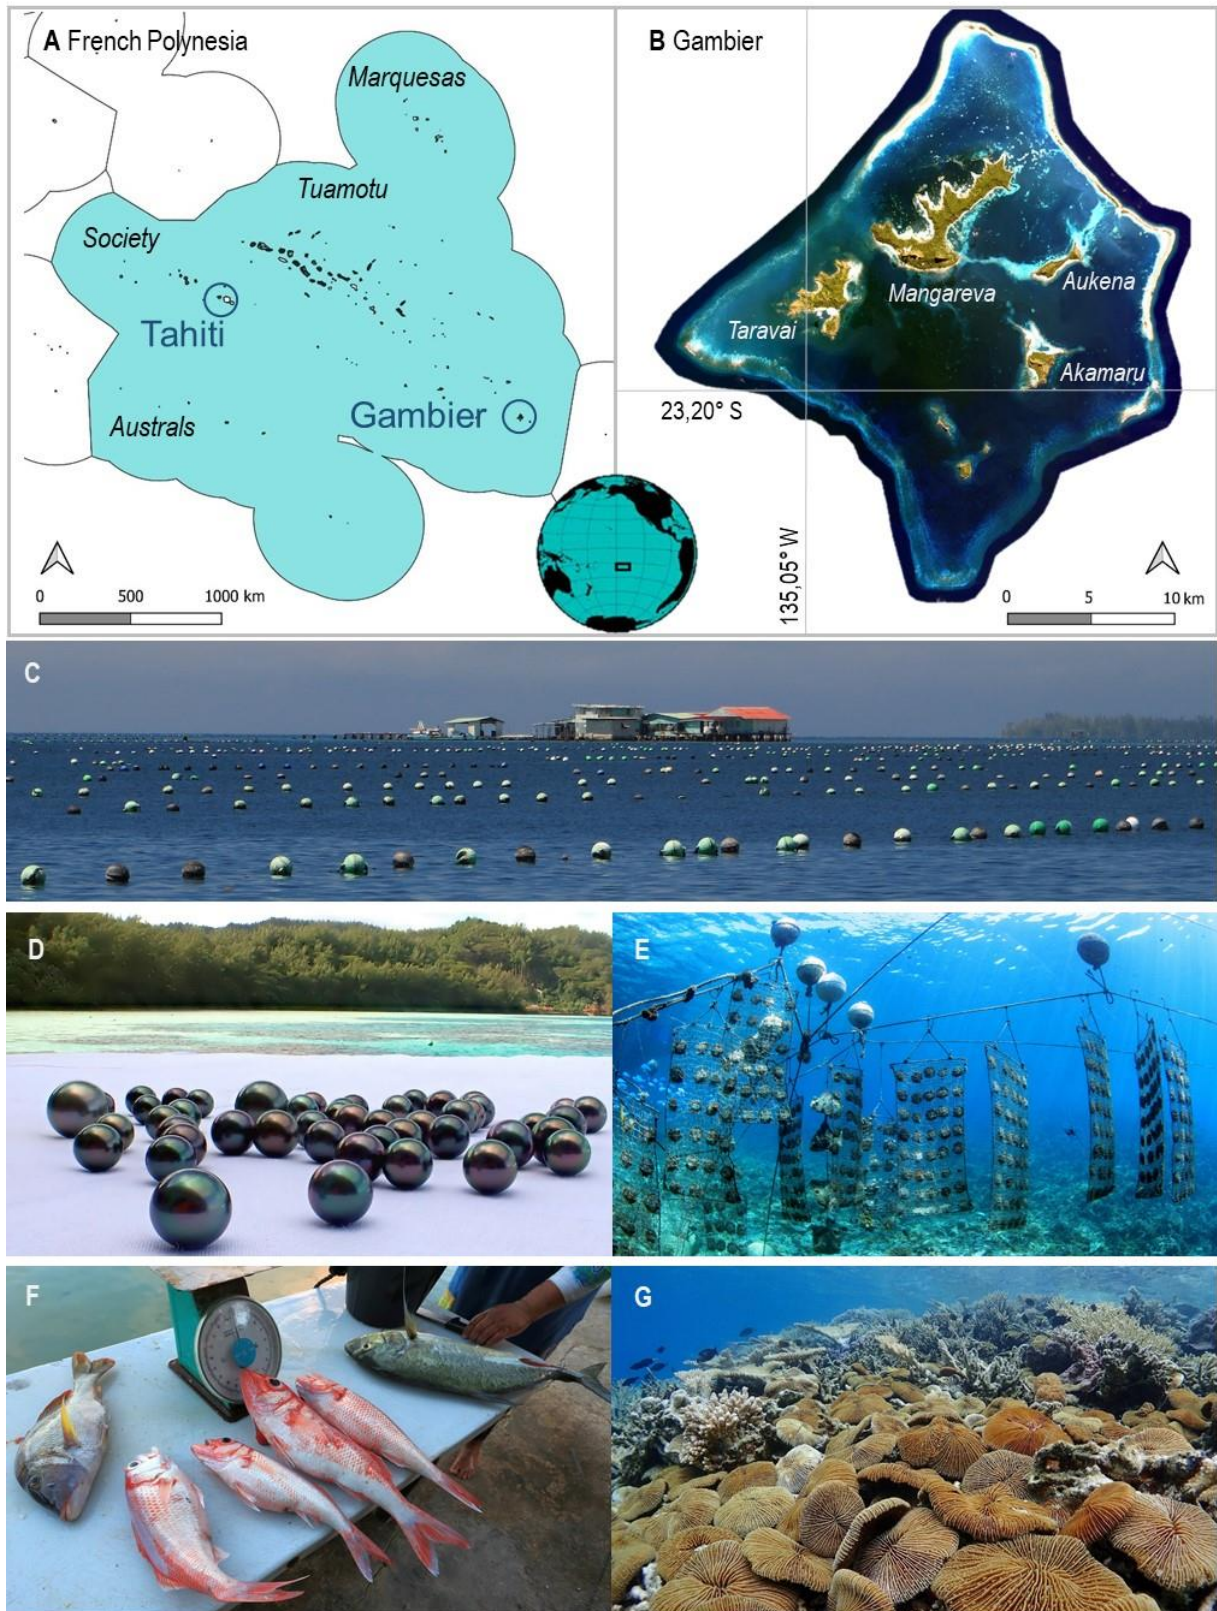 A French Polynesia
Marquesas
Tuamotu
Society
Tahiti
Gambier
Australs
0 500 1000 km
B Gambier
Mangareva
Aukena
Taravai
Akamaru
23,20° S
135,05° W
0 5 10 km
C
D
E
F
G